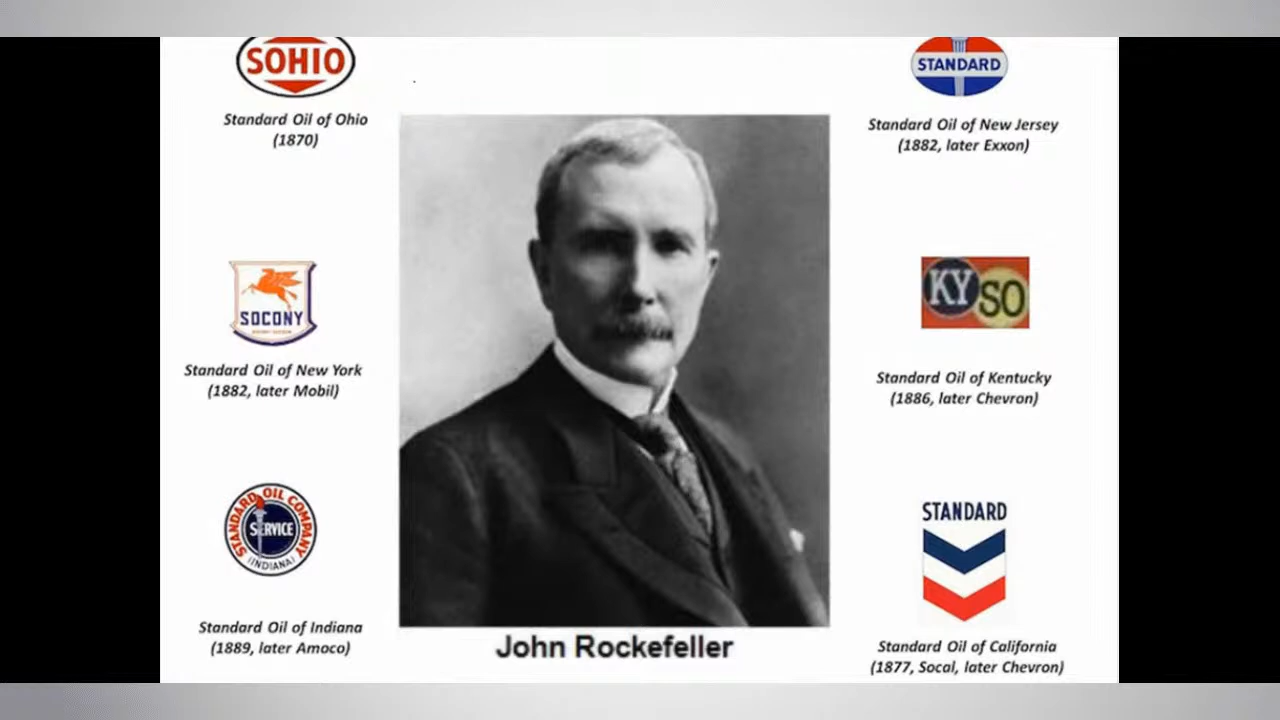 SOHIO
Standard Oil of Ohio
(1870)
STANDARD
Standard Oil of New Jersey
(1882, later Exxon)
SOCONY
Standard Oil of New York
(1882, later Mobil)
KYSO
Standard Oil of Kentucky
(1886, later Chevron)
STANDARD OIL COMPANY
SERVICE
(INDIANA)
Standard Oil of Indiana
(1889, later Amoco)
STANDARD
Standard Oil of California
(1877, Socal, later Chevron)
John Rockefeller